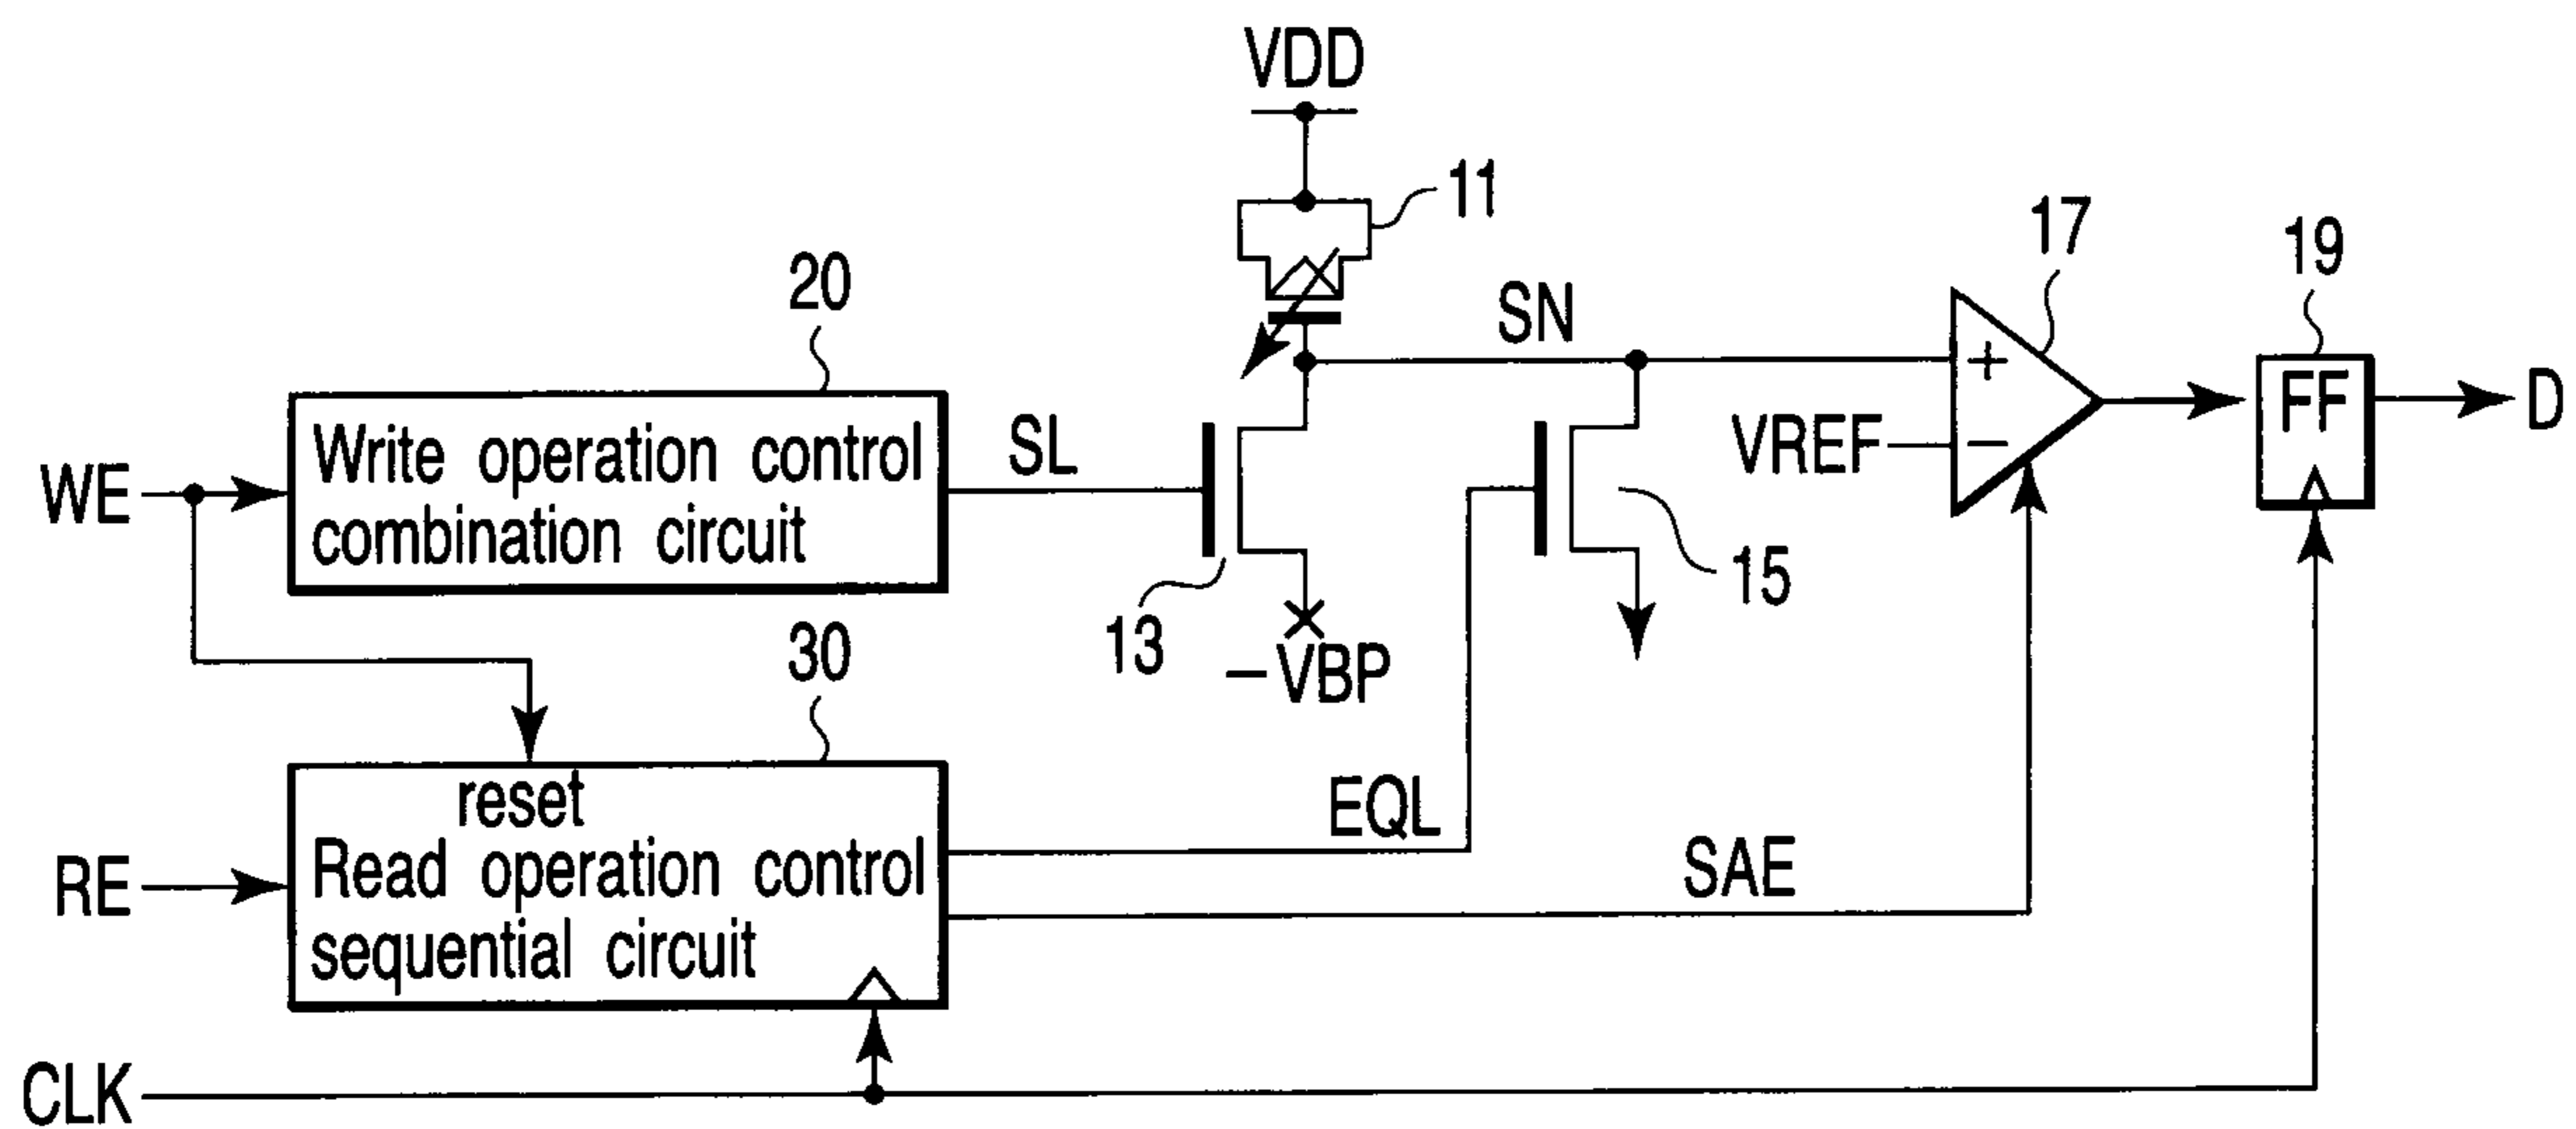 VDD
11
17
19
20
SN
+
FF
D
Write operation control
combination circuit
SL
VREF
−
WE
15
13
−VBP
30
reset
EQL
Read operation control
sequential circuit
SAE
RE
CLK